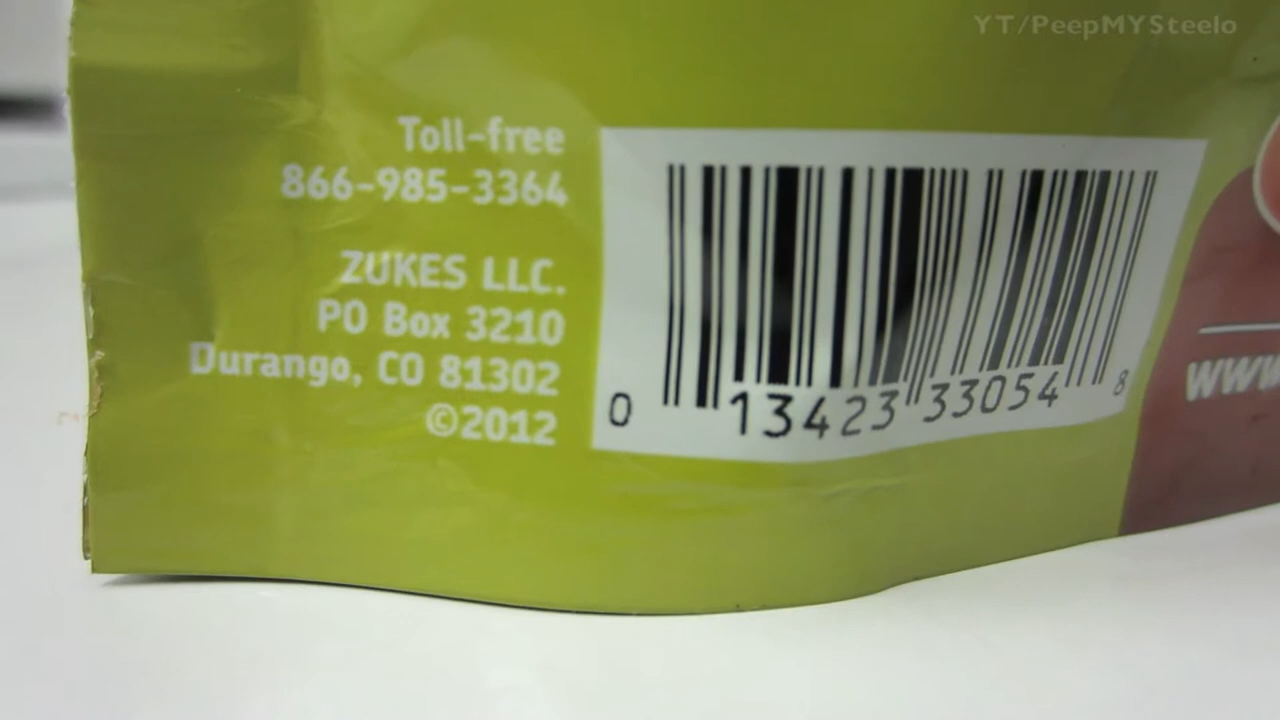 YT/PeepMYSteelo
Toll-free
866-985-3364
ZUKES LLC.
PO Box 3210
Durango, CO 81302
©2012
0 13423 33054 8
www